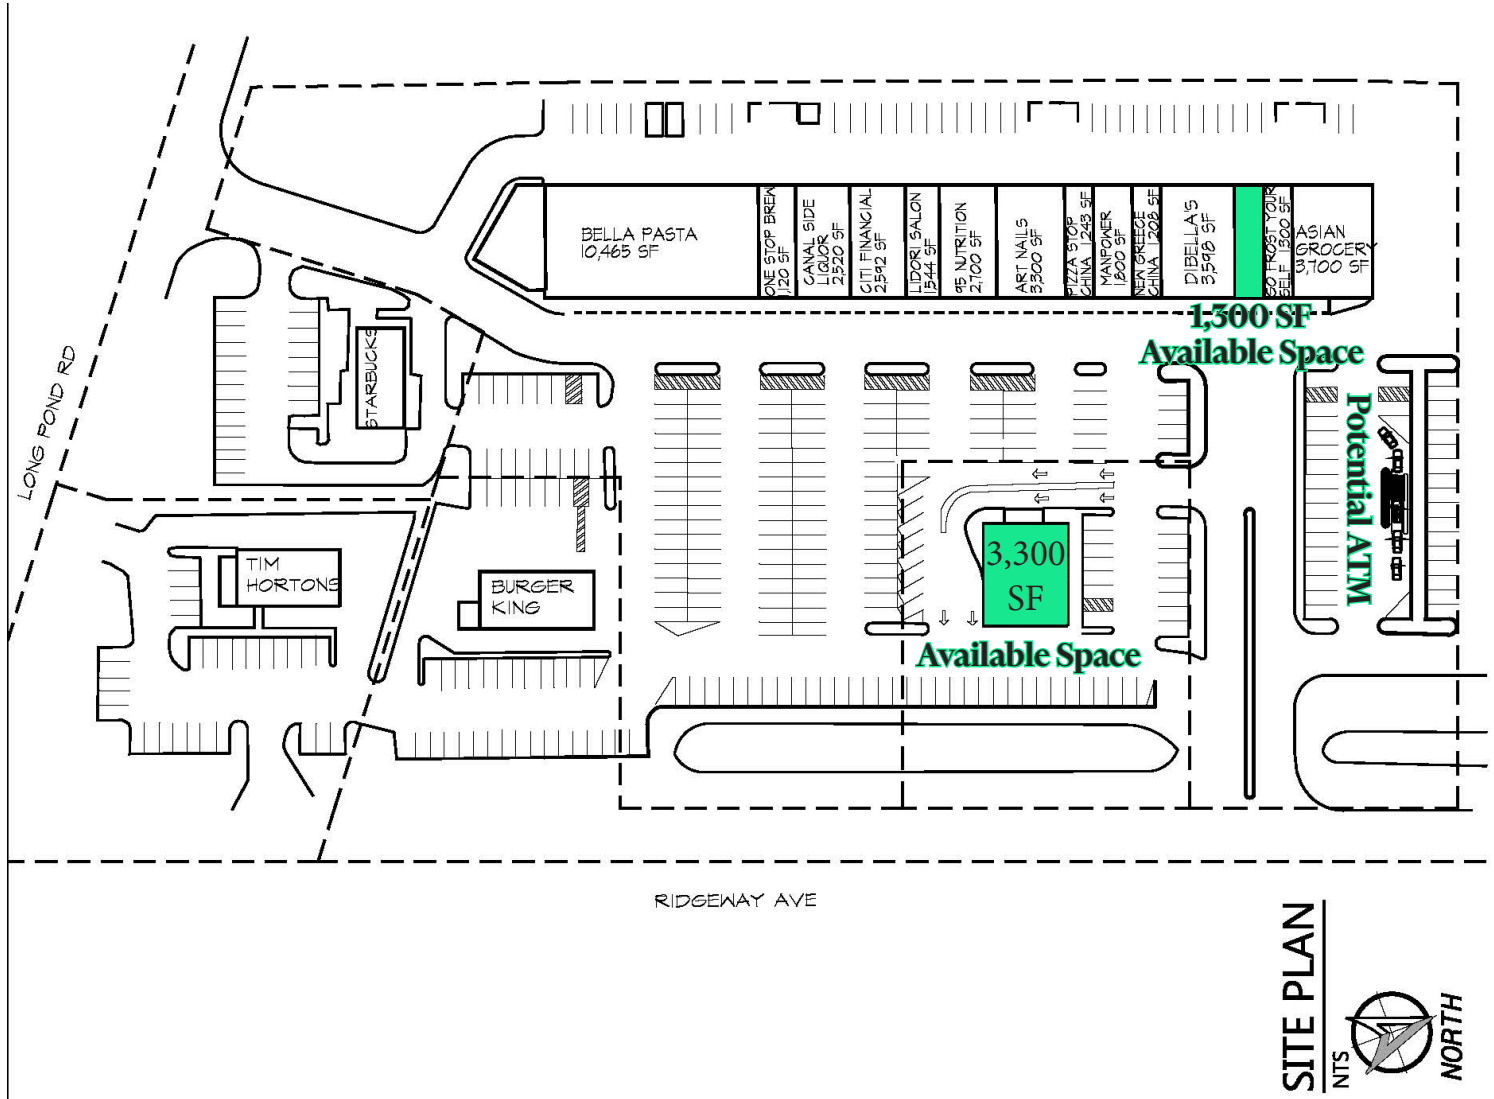 BELLA PASTA
10,465 SF
ONE STOP BREW
1,120 SF
CANAL SIDE
LIQUOR
2,520 SF
CITI FINANCIAL
2,592 SF
LIDORI SALON
1,544 SF
95 NUTRITION
2,700 SF
ART NAILS
3,300 SF
PIZZA STOP
CHINA 1,243 SF
MANPOWER
1,800 SF
NEW GREECE
CHINA 1,208 SF
DIBELLA'S
3,598 SF
GO FROST YOUR
SELF 1,300 SF
ASIAN
GROCERY
3,700 SF
1,300 SF
Available Space
STARBUCKS
LONG POND RD
Potential ATM
TIM
HORTONS
BURGER
KING
3,300
SF
Available Space
RIDGEWAY AVE
SITE PLAN
NTS
NORTH